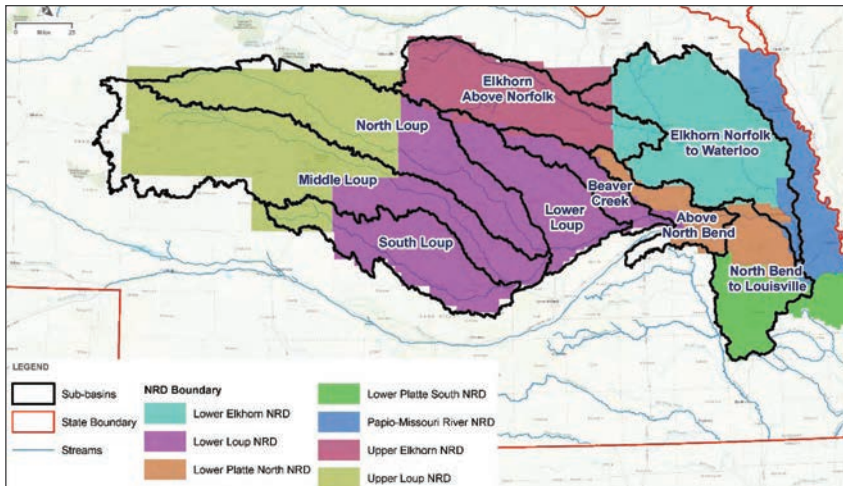 Miles 25
Elkhorn
Above Norfolk
North Loup
Elkhorn Norfolk
to Waterloo
Middle Loup
Beaver
Creek
Lower
Loup
Above
North Bend
South Loup
North Bend
to Louisville
LEGEND
Sub-basins
State Boundary
Streams
NRD Boundary
Lower Elkhorn NRD
Lower Loup NRD
Lower Platte North NRD
Lower Platte South NRD
Papio-Missouri River NRD
Upper Elkhorn NRD
Upper Loup NRD